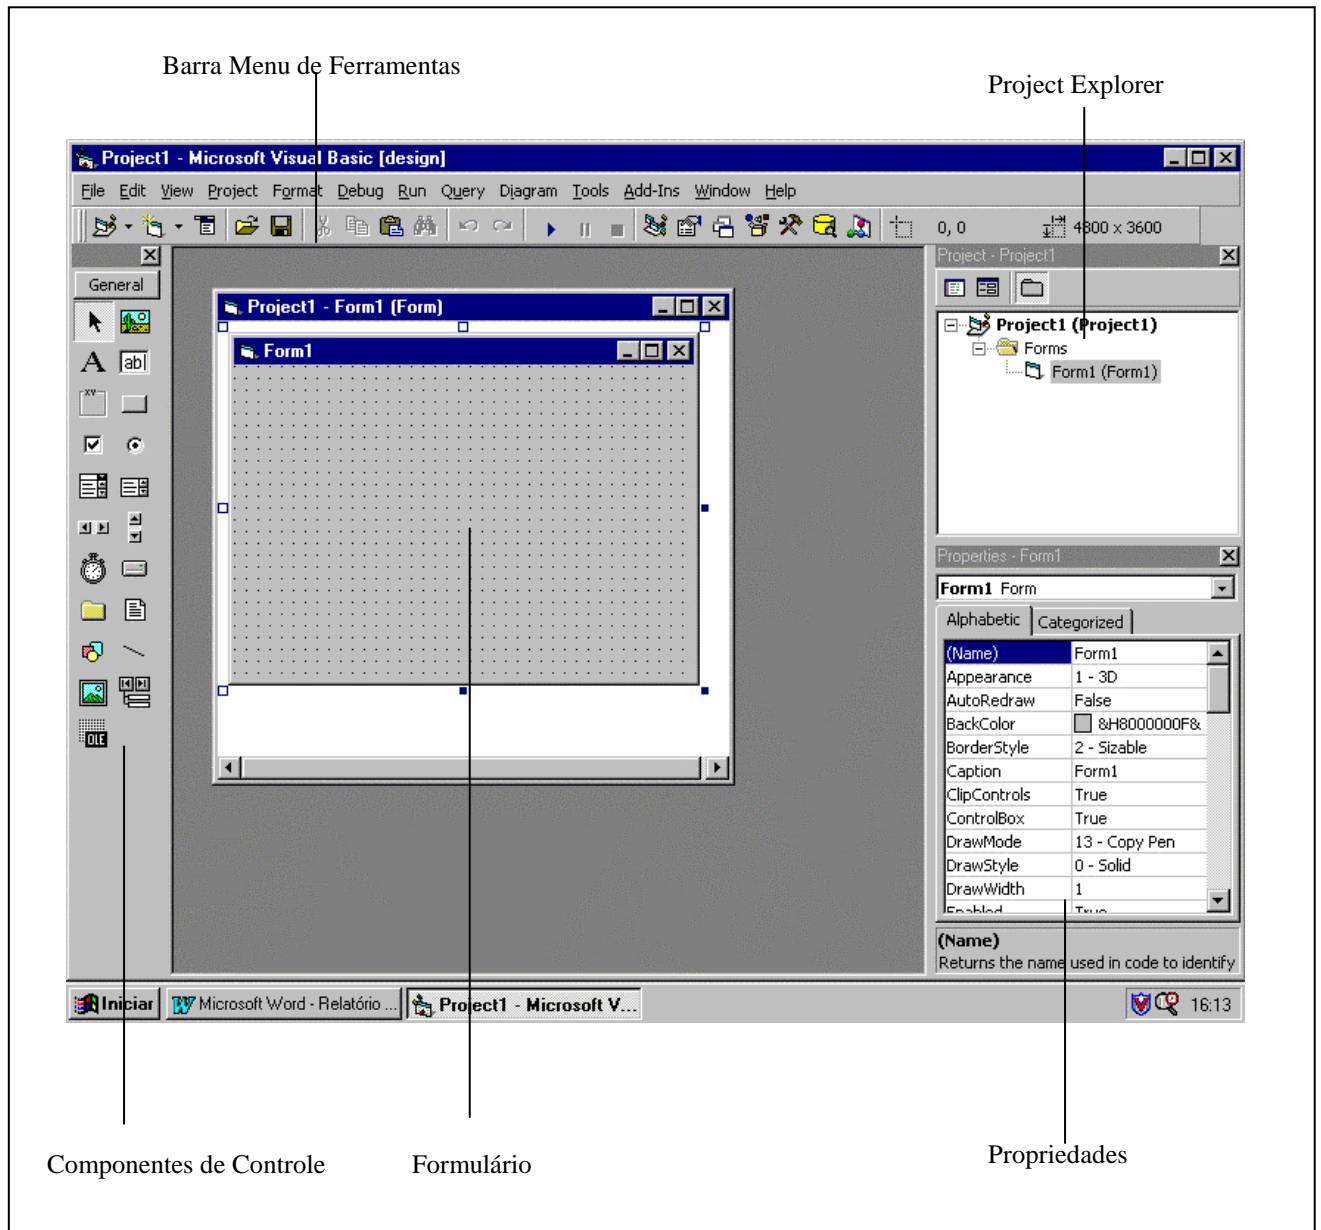 Barra Menu de Ferramentas
Project Explorer
Project1 - Microsoft Visual Basic [design]
File Edit View Project Format Debug Run Query Diagram Tools Add-Ins Window Help
0, 0 4800 x 3600
General
A ab|
XY
OLE
Project1 - Form1 (Form)
Form1
Project - Project1
Project1 (Project1)
Forms
Form1 (Form1)
Properties - Form1
Form1 Form
Alphabetic Categorized
(Name) Form1
Appearance 1 - 3D
AutoRedraw False
BackColor &H8000000F&
BorderStyle 2 - Sizable
Caption Form1
ClipControls True
ControlBox True
DrawMode 13 - Copy Pen
DrawStyle 0 - Solid
DrawWidth 1
Enabled True
(Name)
Returns the name used in code to identify
Iniciar Microsoft Word - Relatório ... Project1 - Microsoft V... 16:13
Componentes de Controle Formulário Propriedades